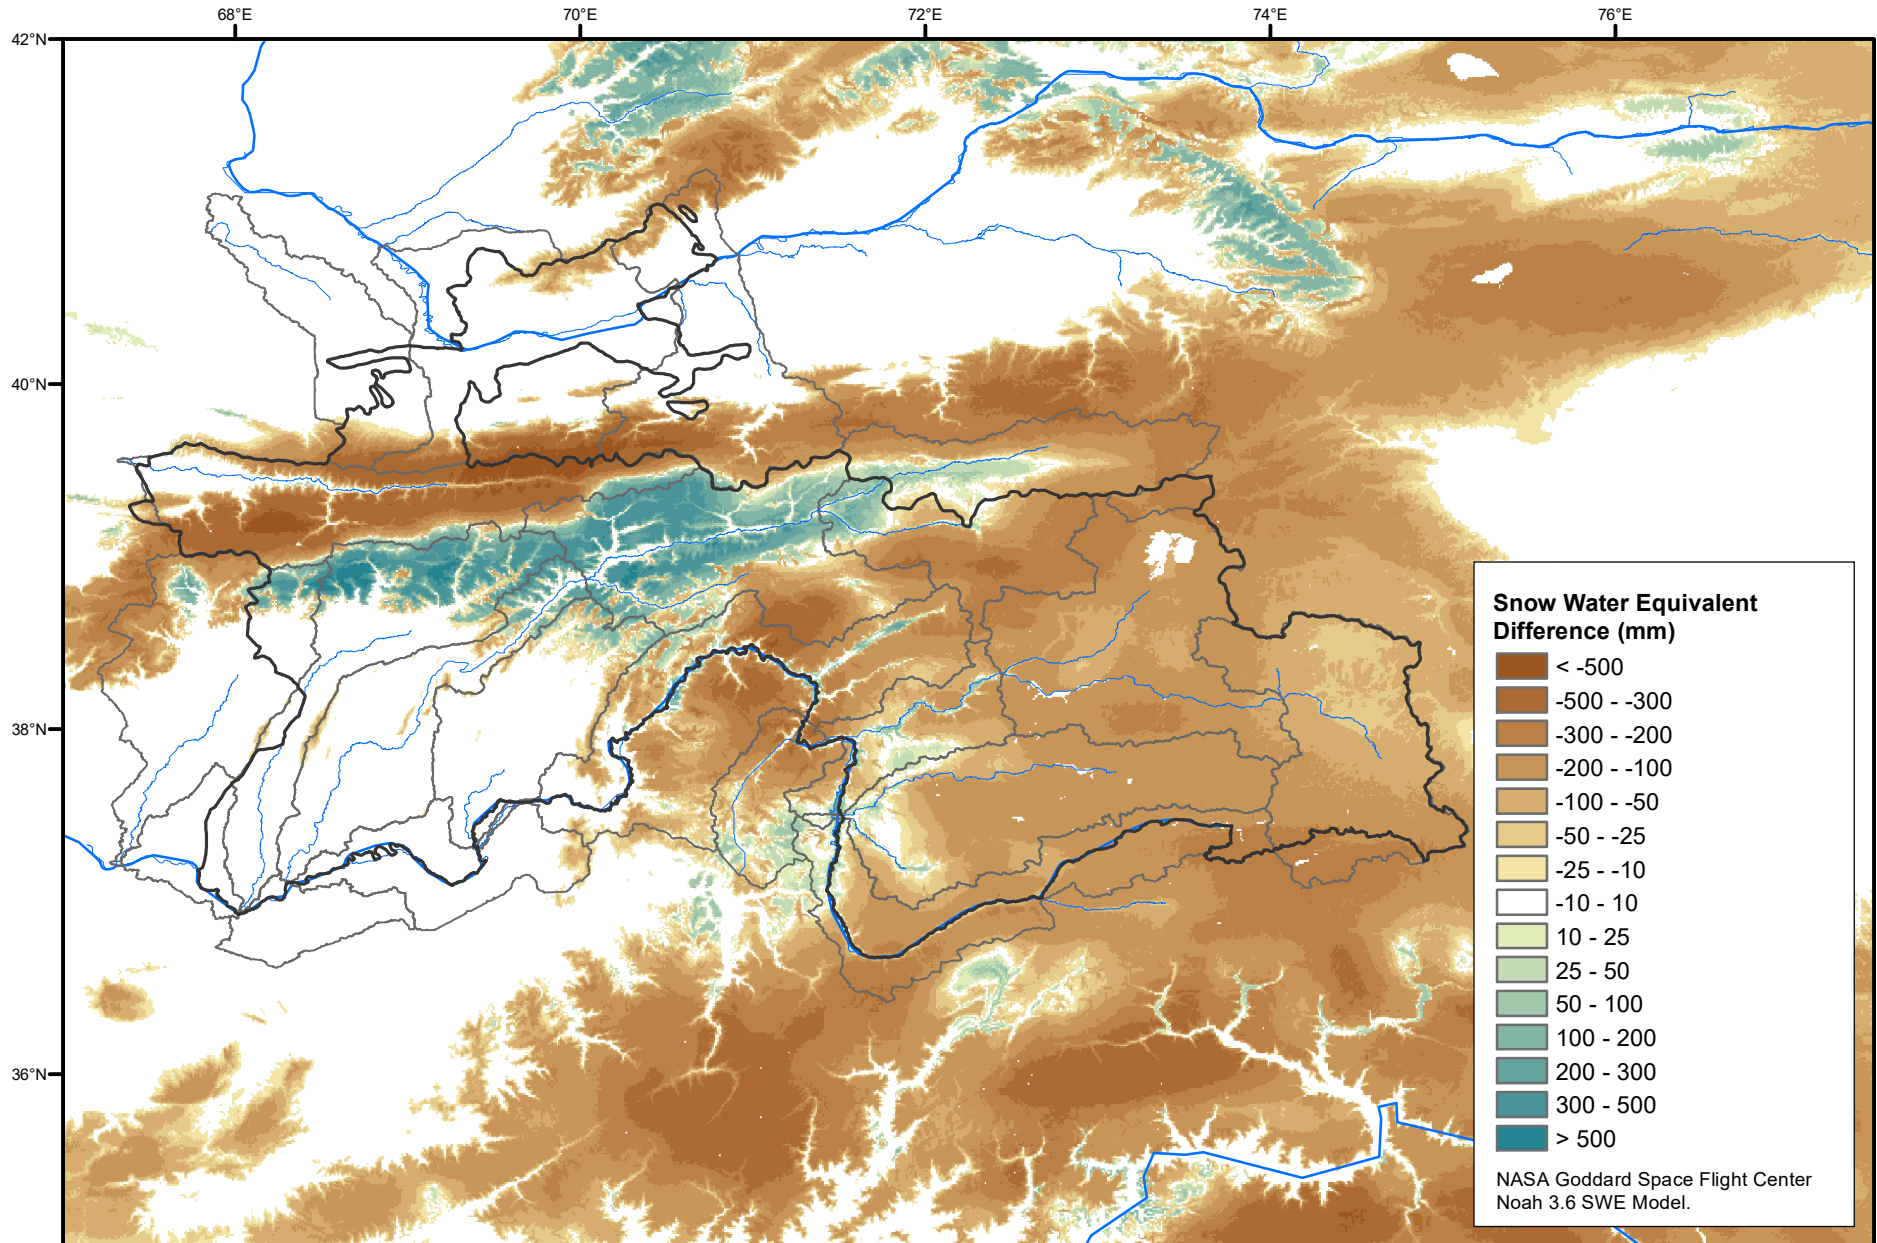 68°E
70°E
72°E
74°E
76°E
42°N
40°N
38°N
36°N
Snow Water Equivalent
Difference (mm)
< -500
-500 - -300
-300 - -200
-200 - -100
-100 - -50
-50 - -25
-25 - -10
-10 - 10
10 - 25
25 - 50
50 - 100
100 - 200
200 - 300
300 - 500
> 500
NASA Goddard Space Flight Center
Noah 3.6 SWE Model.